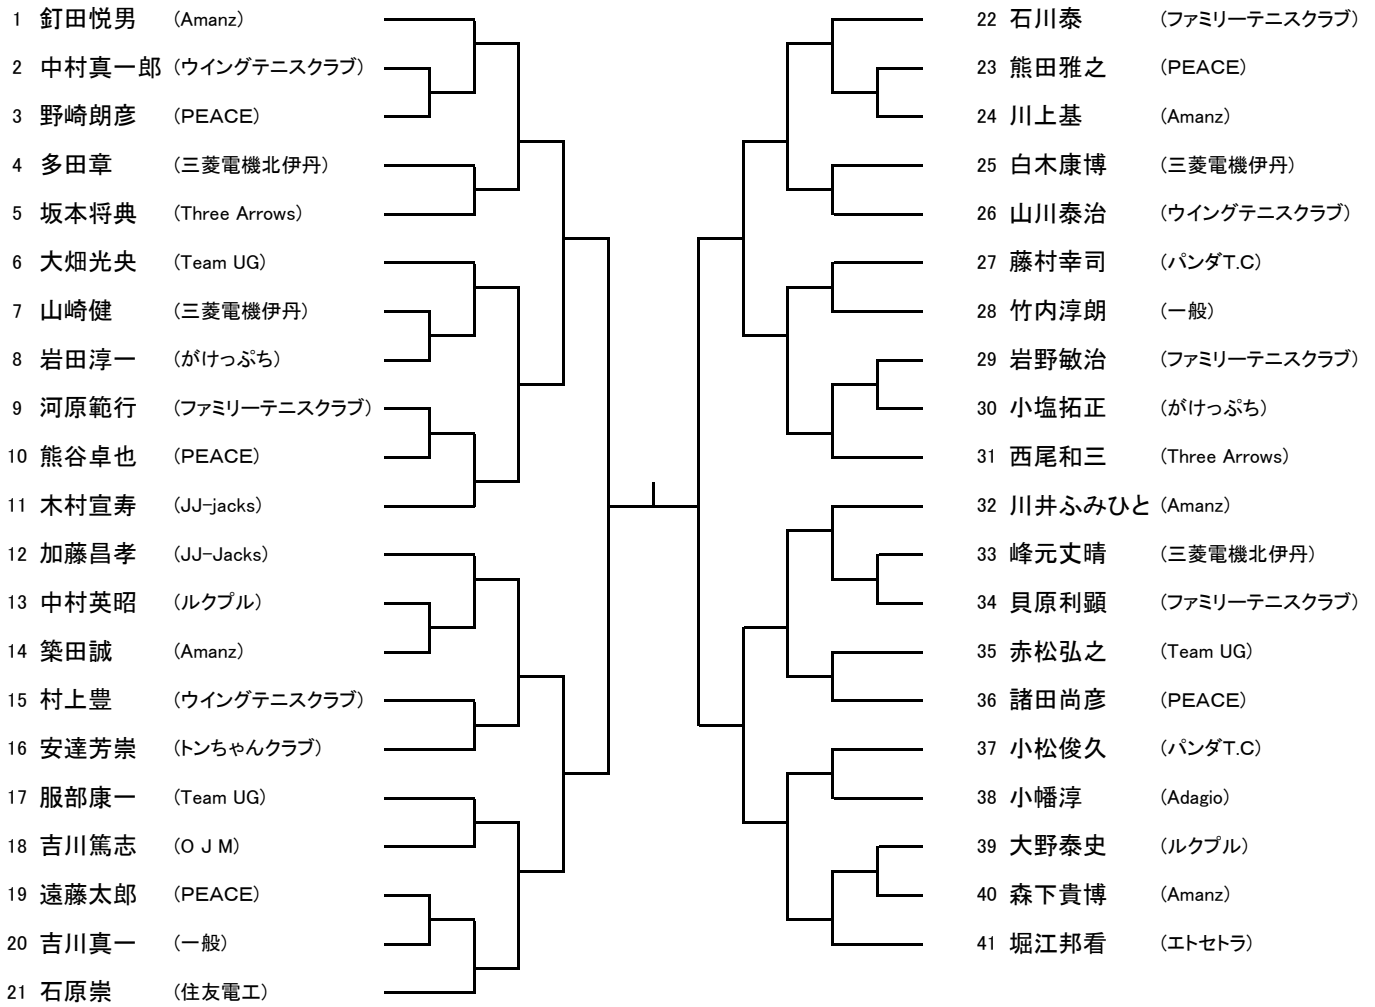 1 釘田悦男 (Amanz)
2 中村真一郎 (ウイングテニスクラブ)
3 野崎朗彦 (PEACE)
4 多田章 (三菱電機北伊丹)
5 坂本将典 (Three Arrows)
6 大畑光央 (Team UG)
7 山崎健 (三菱電機伊丹)
8 岩田淳一 (がけっぷち)
9 河原範行 (ファミリーテニスクラブ)
10 熊谷卓也 (PEACE)
11 木村宣寿 (JJ-jacks)
12 加藤昌孝 (JJ-Jacks)
13 中村英昭 (ルクプル)
14 築田誠 (Amanz)
15 村上豊 (ウイングテニスクラブ)
16 安達芳崇 (トンちゃんクラブ)
17 服部康一 (Team UG)
18 吉川篤志 (O J M)
19 遠藤太郎 (PEACE)
20 吉川真一 (一般)
21 石原崇 (住友電工)
22 石川泰 (ファミリーテニスクラブ)
23 熊田雅之 (PEACE)
24 川上基 (Amanz)
25 白木康博 (三菱電機伊丹)
26 山川泰治 (ウイングテニスクラブ)
27 藤村幸司 (パンダT.C)
28 竹内淳朗 (一般)
29 岩野敏治 (ファミリーテニスクラブ)
30 小塩拓正 (がけっぷち)
31 西尾和三 (Three Arrows)
32 川井ふみひと (Amanz)
33 峰元丈晴 (三菱電機北伊丹)
34 貝原利顕 (ファミリーテニスクラブ)
35 赤松弘之 (Team UG)
36 諸田尚彦 (PEACE)
37 小松俊久 (パンダT.C)
38 小幡淳 (Adagio)
39 大野泰史 (ルクプル)
40 森下貴博 (Amanz)
41 堀江邦看 (エトセトラ)